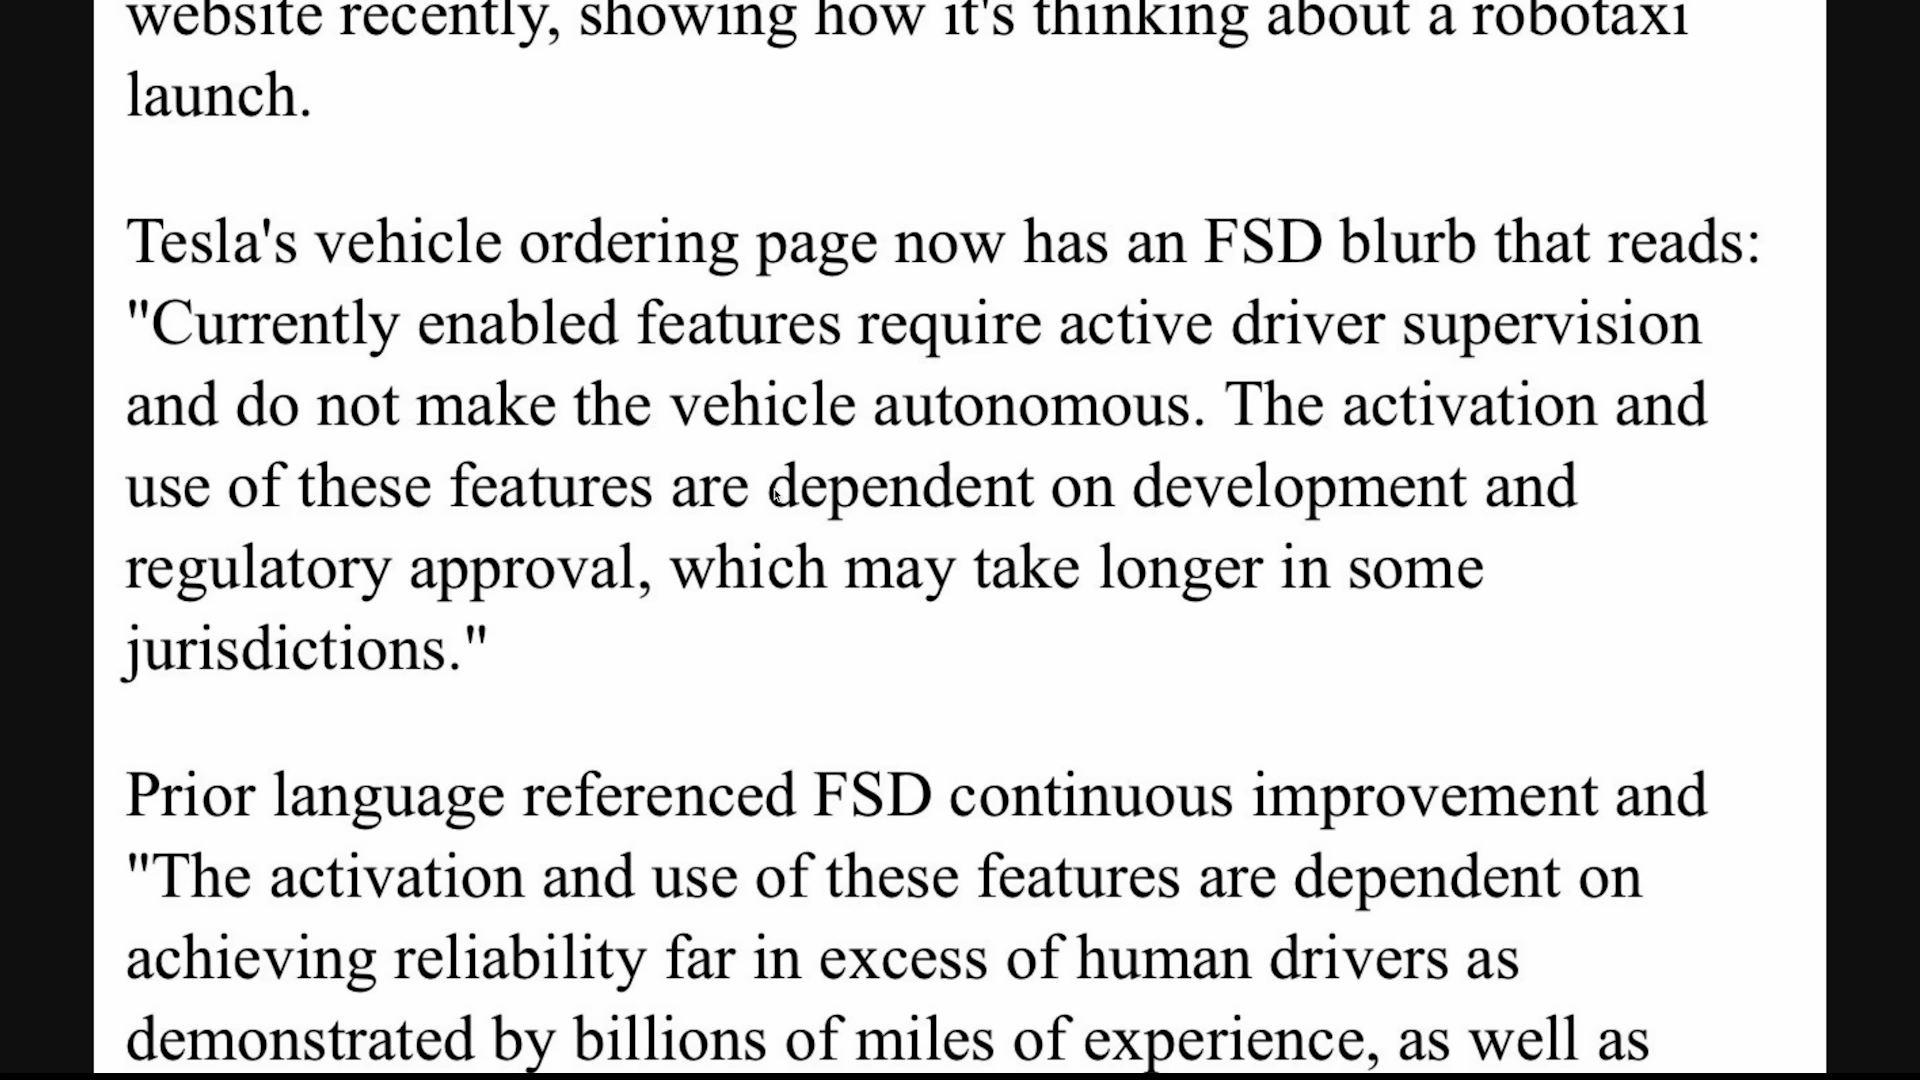 website recently, showing how it's thinking about a robotaxi
launch.
Tesla's vehicle ordering page now has an FSD blurb that reads:
"Currently enabled features require active driver supervision
and do not make the vehicle autonomous. The activation and
use of these features are dependent on development and
regulatory approval, which may take longer in some
jurisdictions."
Prior language referenced FSD continuous improvement and
"The activation and use of these features are dependent on
achieving reliability far in excess of human drivers as
demonstrated by billions of miles of experience, as well as